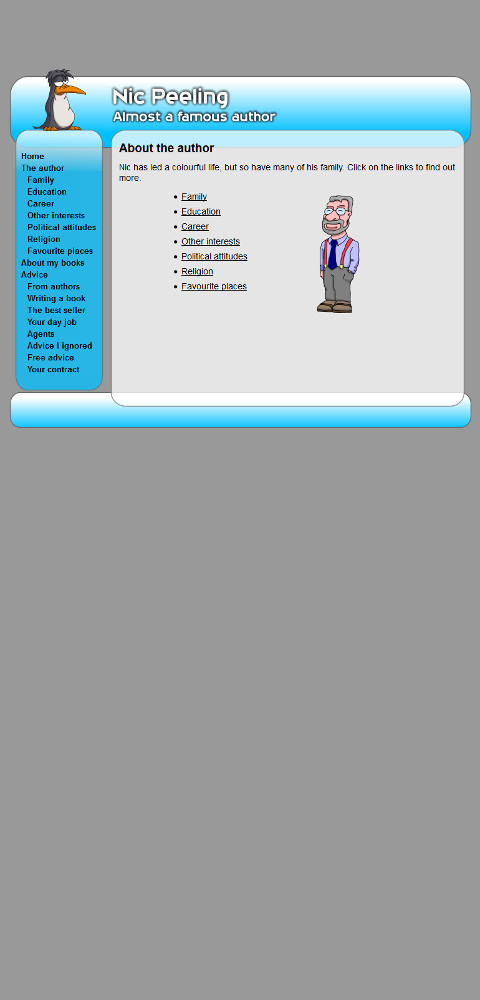 Nic Peeling
Almost a famous author
Home
The author
Family
Education
Career
Other interests
Political attitudes
Religion
Favourite places
About my books
Advice
From authors
Writing a book
The best seller
Your day job
Agents
Advice I ignored
Free advice
Your contract
About the author
Nic has led a colourful life, but so have many of his family. Click on the links to find out
more.
Family
Education
Career
Other interests
Political attitudes
Religion
Favourite places